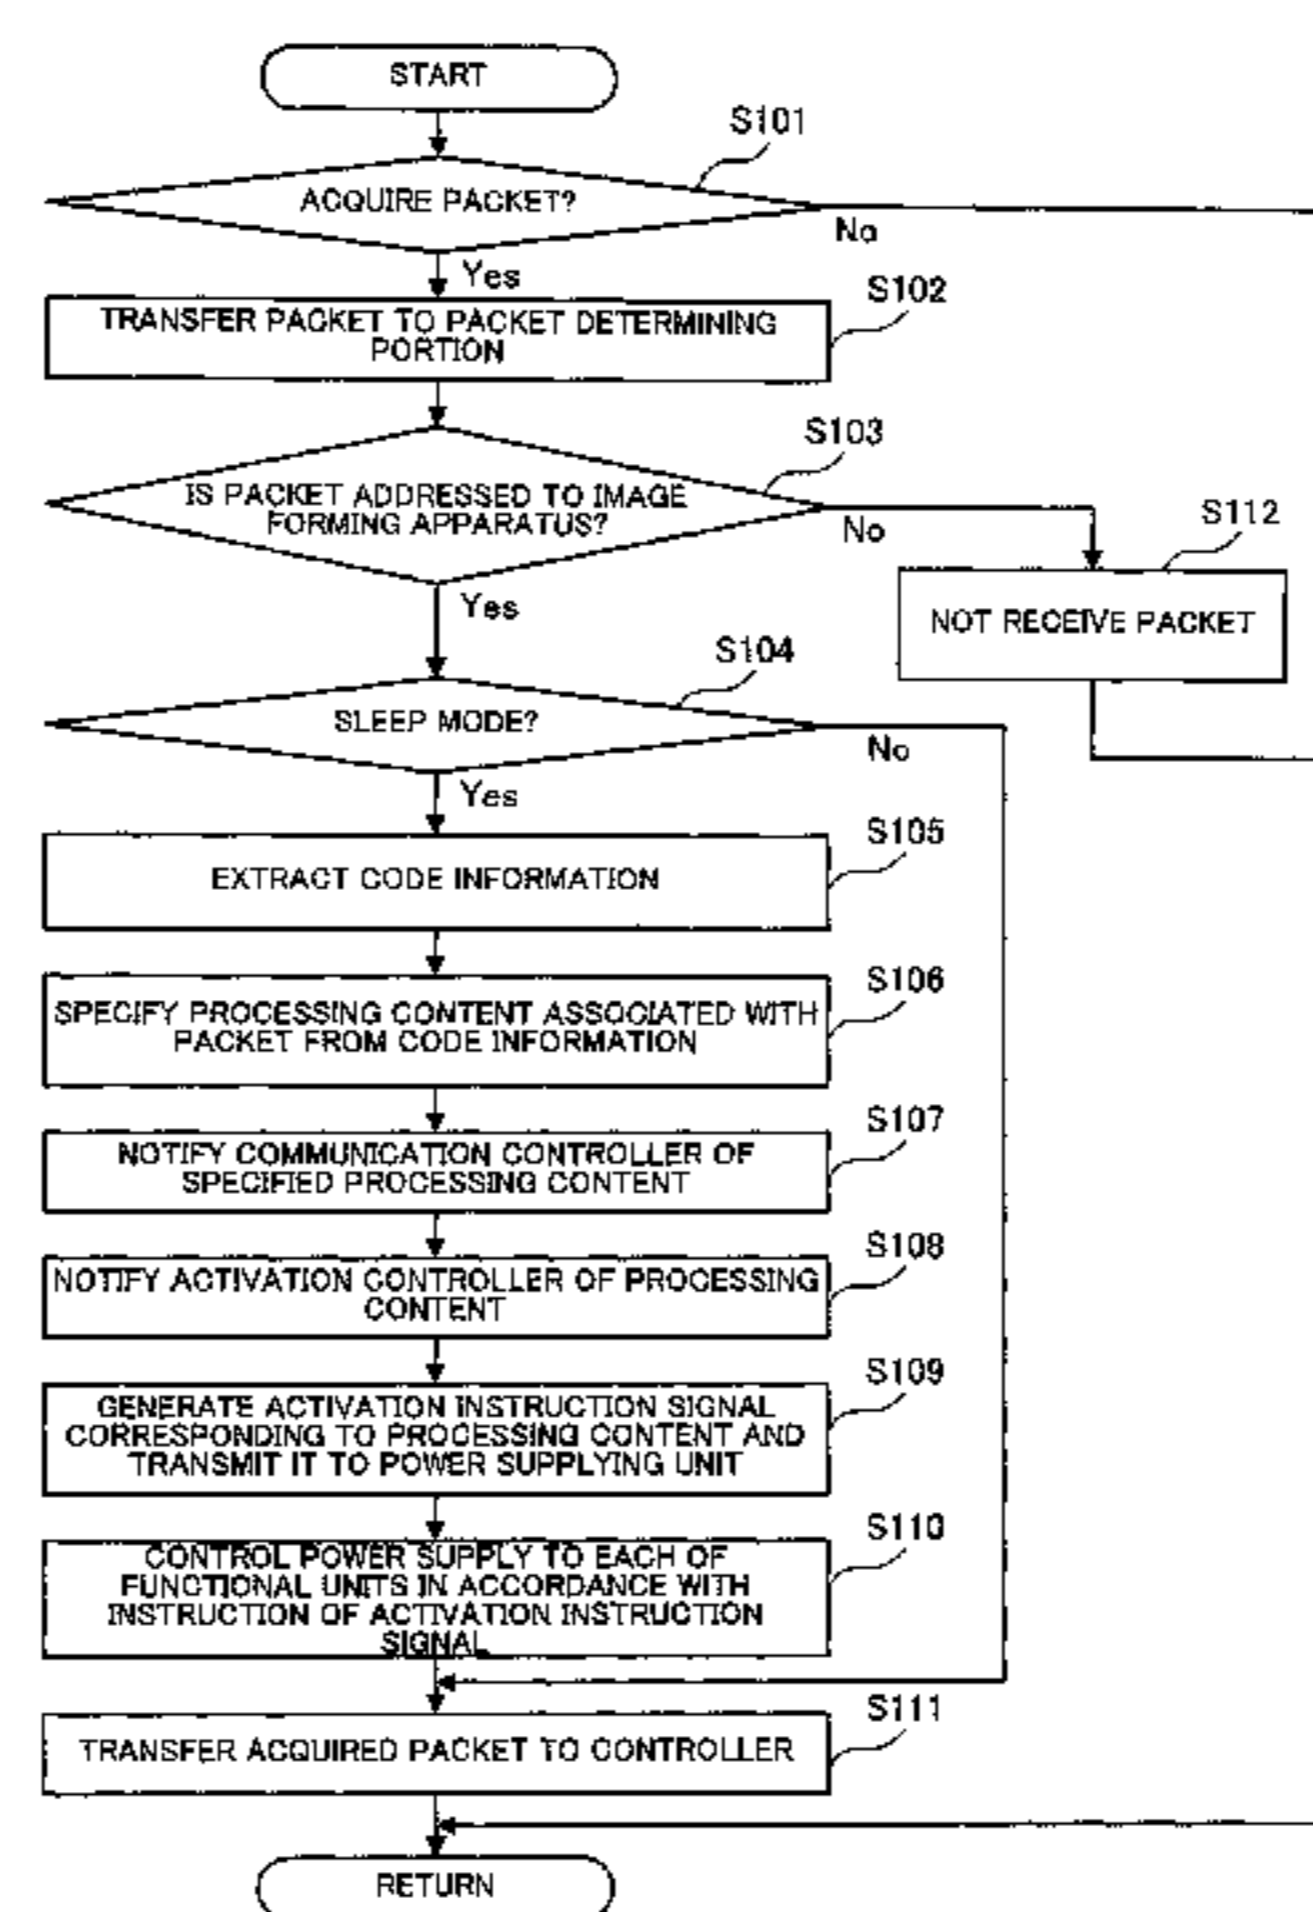 START
S101
ACQUIRE PACKET?
No
Yes
S102
TRANSFER PACKET TO PACKET DETERMINING
PORTION
S103
IS PACKET ADDRESSED TO IMAGE
FORMING APPARATUS?
No
Yes
S112
NOT RECEIVE PACKET
S104
SLEEP MODE?
No
Yes
S105
EXTRACT CODE INFORMATION
S106
SPECIFY PROCESSING CONTENT ASSOCIATED WITH
PACKET FROM CODE INFORMATION
S107
NOTIFY COMMUNICATION CONTROLLER OF
SPECIFIED PROCESSING CONTENT
S108
NOTIFY ACTIVATION CONTROLLER OF PROCESSING
CONTENT
S109
GENERATE ACTIVATION INSTRUCTION SIGNAL
CORRESPONDING TO PROCESSING CONTENT AND
TRANSMIT IT TO POWER SUPPLYING UNIT
S110
CONTROL POWER SUPPLY TO EACH OF
FUNCTIONAL UNITS IN ACCORDANCE WITH
INSTRUCTION OF ACTIVATION INSTRUCTION
SIGNAL
S111
TRANSFER ACQUIRED PACKET TO CONTROLLER
RETURN